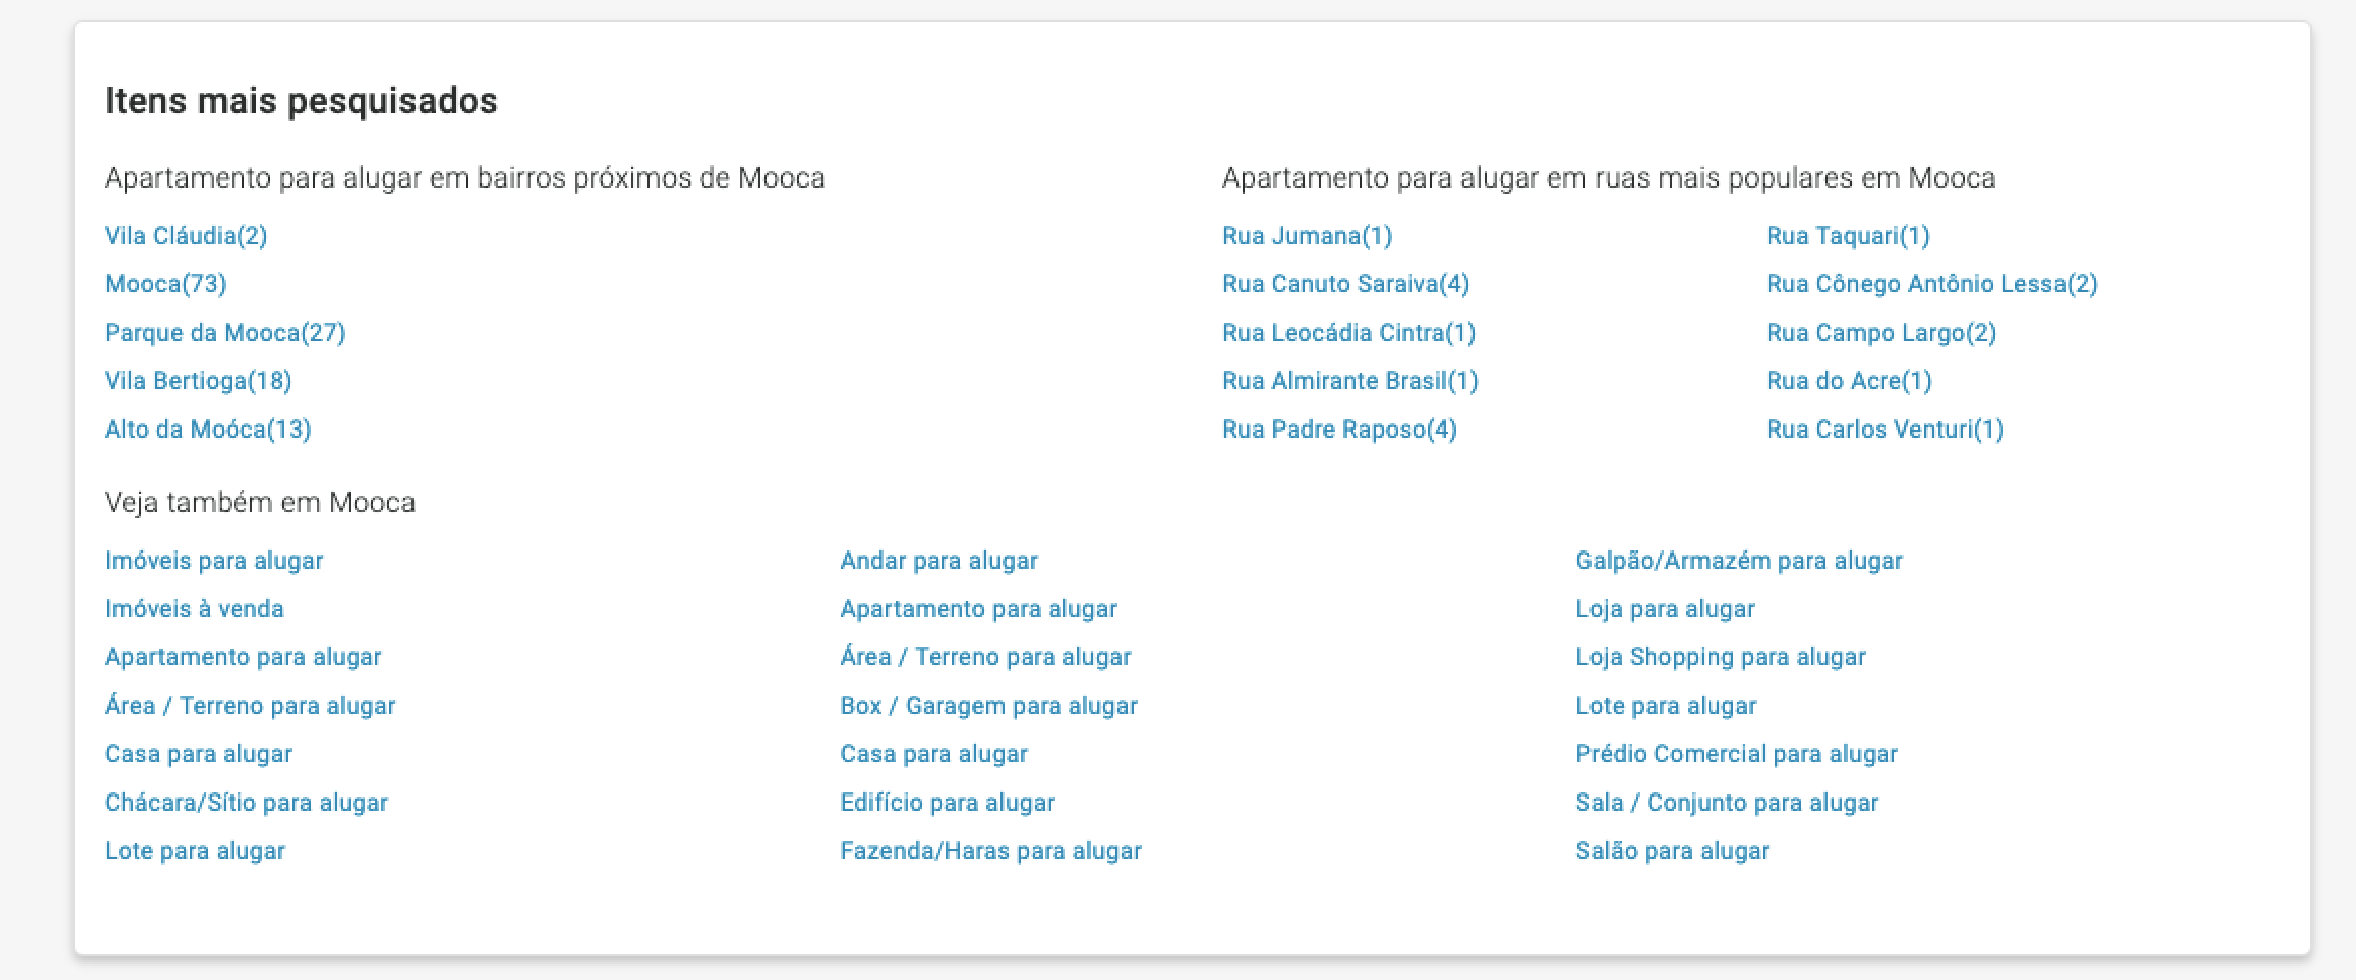 Itens mais pesquisados
Apartamento para alugar em bairros próximos de Mooca
Vila Cláudia(2)
Mooca(73)
Parque da Mooca(27)
Vila Bertioga(18)
Alto da Moóca(13)
Apartamento para alugar em ruas mais populares em Mooca
Rua Jumana(1)
Rua Canuto Saraiva(4)
Rua Leocádia Cintra(1)
Rua Almirante Brasil(1)
Rua Padre Raposo(4)
Rua Taquari(1)
Rua Cônego Antônio Lessa(2)
Rua Campo Largo(2)
Rua do Acre(1)
Rua Carlos Venturi(1)
Veja também em Mooca
Imóveis para alugar
Imóveis à venda
Apartamento para alugar
Área / Terreno para alugar
Casa para alugar
Chácara/Sítio para alugar
Lote para alugar
Andar para alugar
Apartamento para alugar
Área / Terreno para alugar
Box / Garagem para alugar
Casa para alugar
Edifício para alugar
Fazenda/Haras para alugar
Galpão/Armazém para alugar
Loja para alugar
Loja Shopping para alugar
Lote para alugar
Prédio Comercial para alugar
Sala / Conjunto para alugar
Salão para alugar